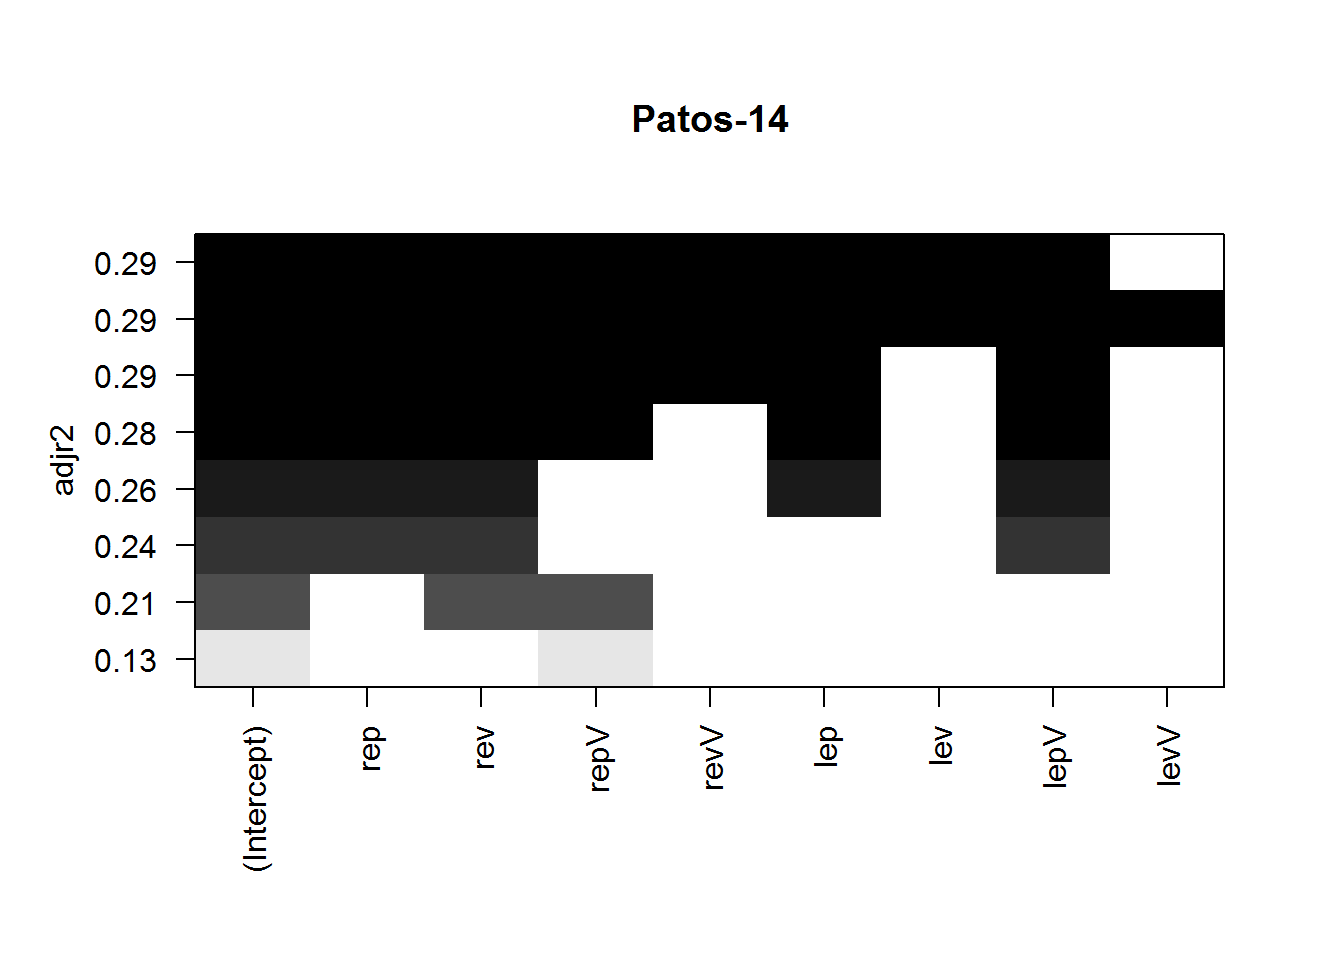 Patos-14
adjr2
0.29
0.29
0.29
0.28
0.26
0.24
0.21
0.13
(Intercept)
rep
rev
repV
revV
lep
lev
lepV
levV